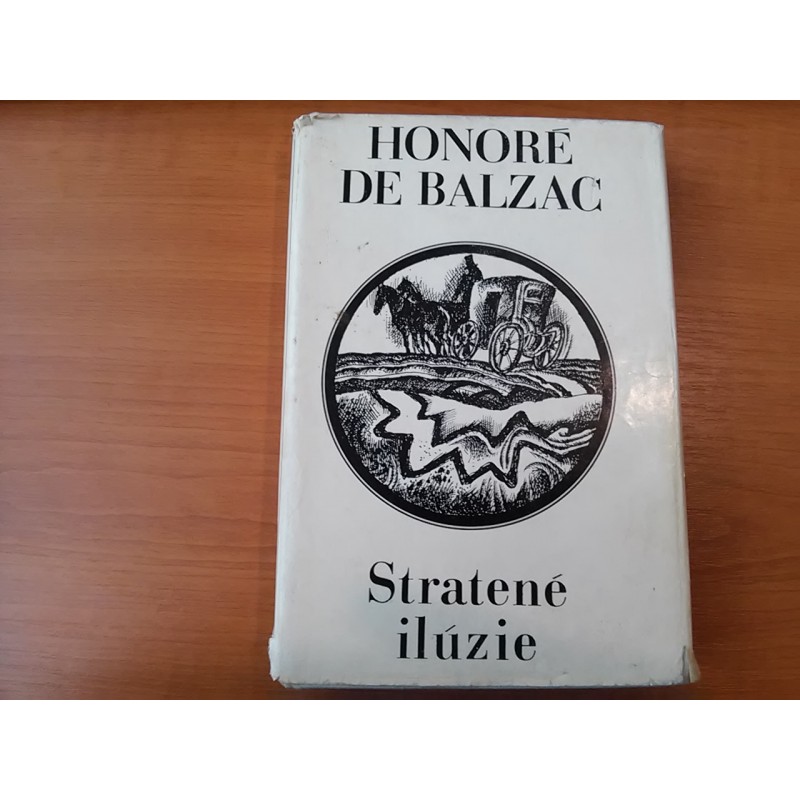 HONORÉ
DE BALZAC
Stratené
ilúzie